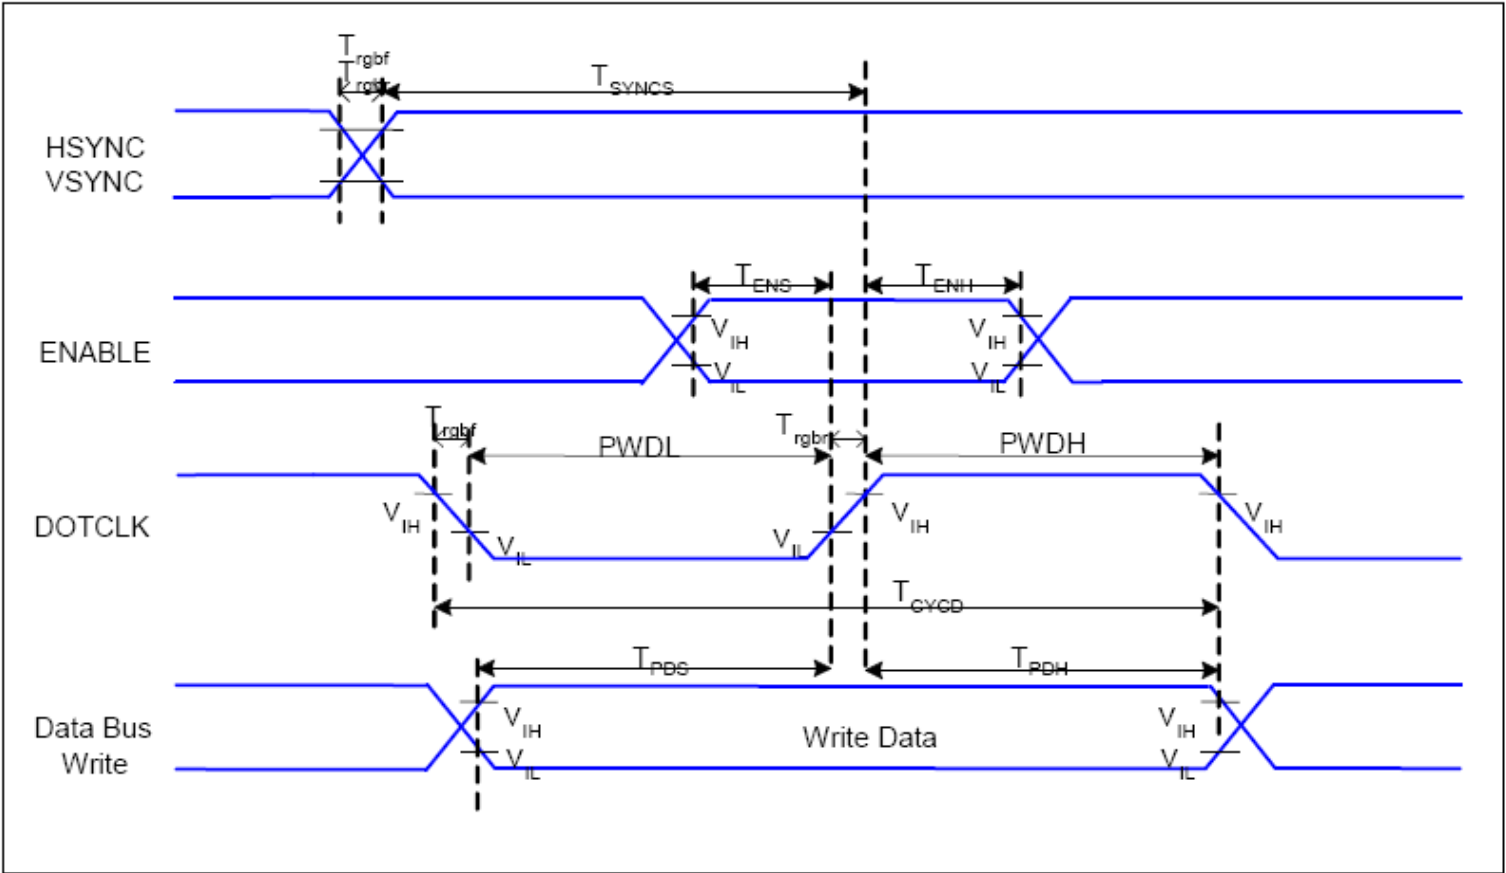 Trgbf
Trgbr
TSYNCS
HSYNC
VSYNC
TENS
TENH
VIH
VIH
ENABLE
VIL
VIL
Trgbf
PWDL
Trgbr
PWDH
VIH
VIH
VIH
DOTCLK
VIL
VIL
TCYCD
TPDS
TPDH
Data Bus
Write
VIH
Write Data
VIH
VIL
VIL